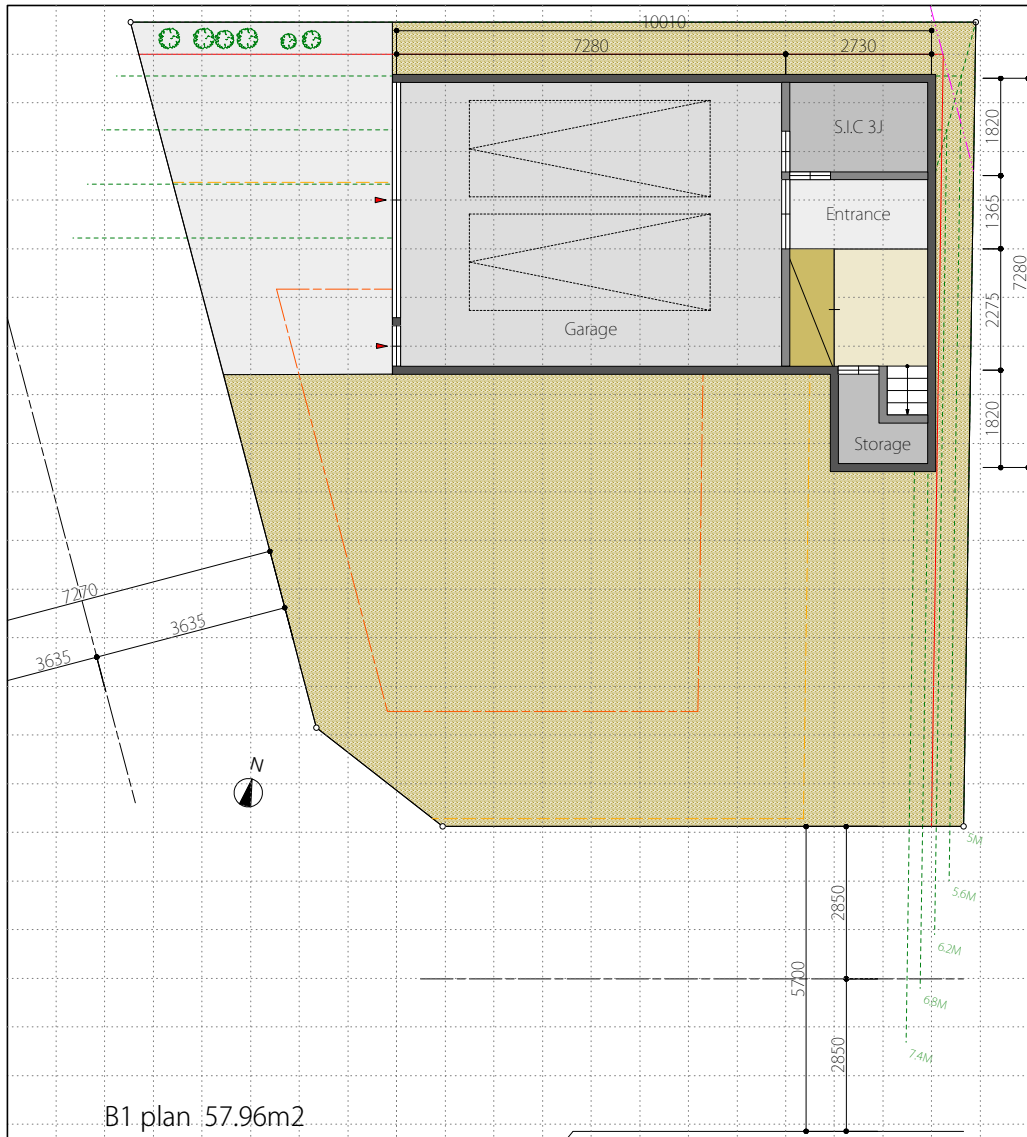 10010
7280
2730
S.I.C 3J
1820
Entrance
1365
7280
2275
Garage
1820
Storage
7270
3635
3635
N
5M
5.6M
2850
6.2M
5700
6.8M
2850
7.4M
B1 plan 57.96m2